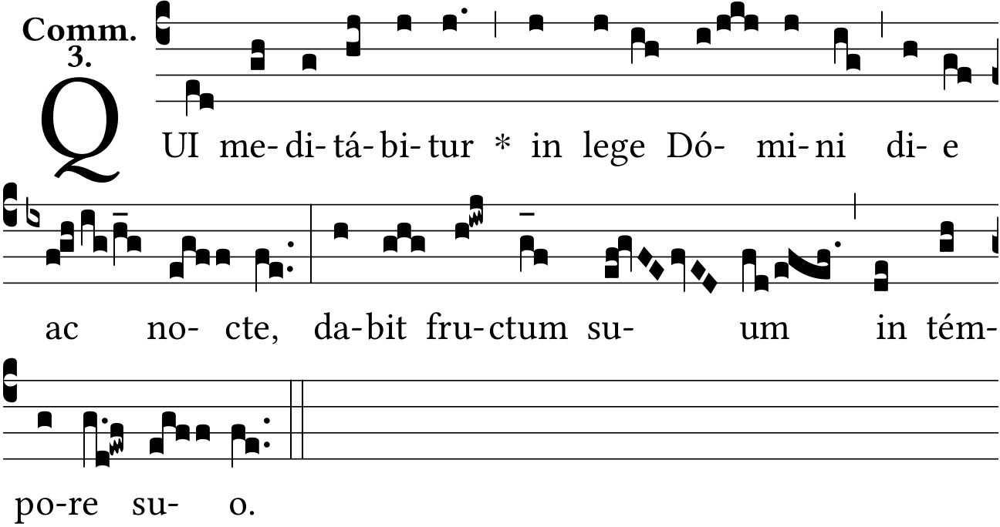 Comm.
3.
QUI me- di- tá- bi- tur * in lege Dó- mi- ni di- e
ac no- cte, da- bit fru- ctum su- um in tém-
po- re su- o.